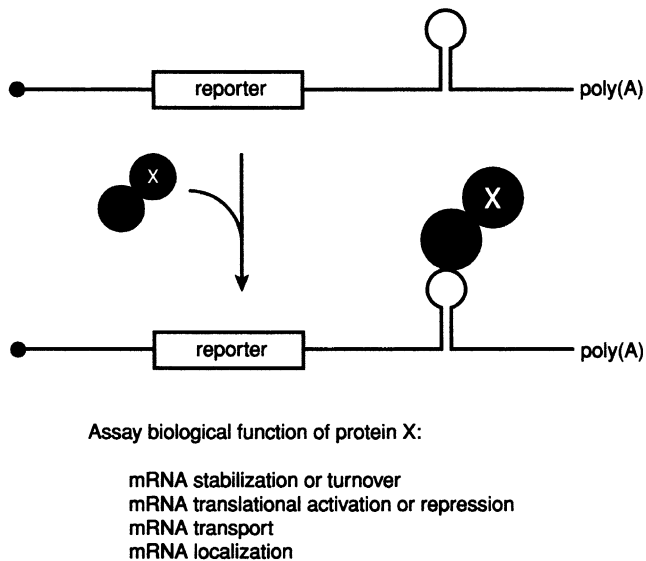 reporter
poly(A)
X
X
reporter
poly(A)
Assay biological function of protein X:
mRNA stabilization or turnover
mRNA translational activation or repression
mRNA transport
mRNA localization